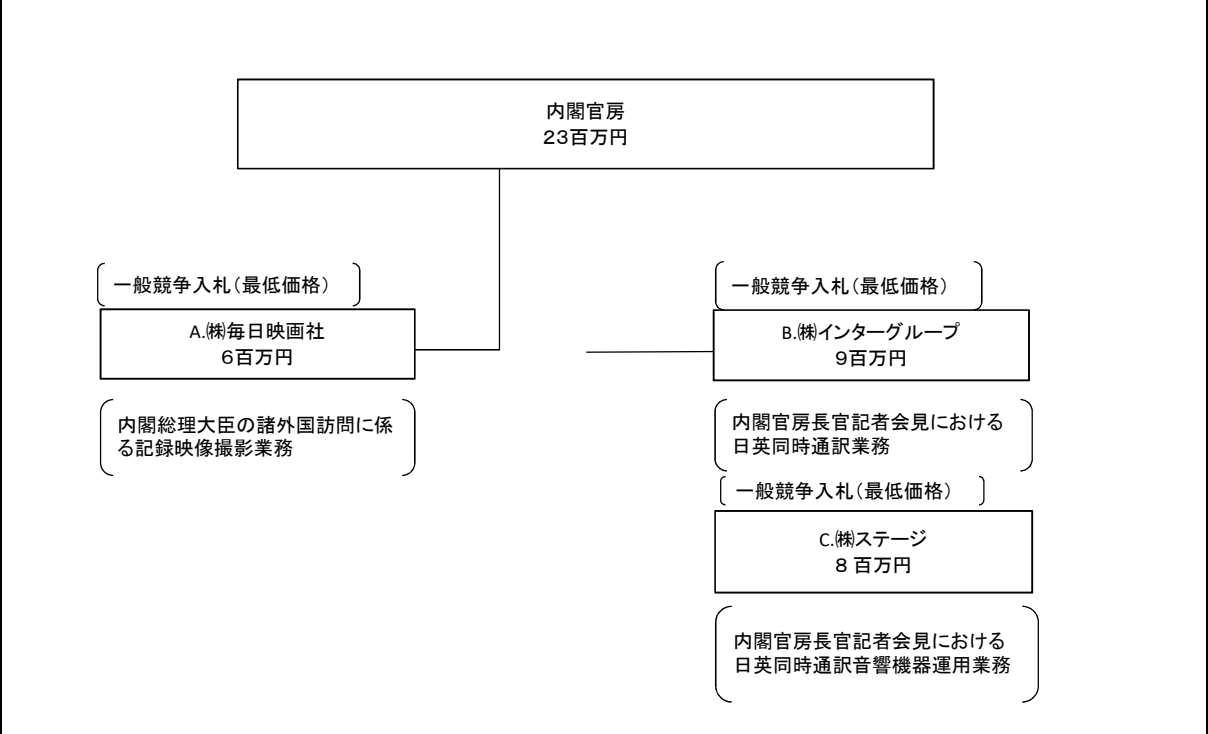 内閣官房
23百万円
一般競争入札（最低価格）
A.㈱毎日映画社
6百万円
内閣総理大臣の諸外国訪問に係
る記録映像撮影業務
一般競争入札（最低価格）
B.㈱インターグループ
9百万円
内閣官房長官記者会見における
日英同時通訳業務
一般競争入札（最低価格）
C.㈱ステージ
８百万円
内閣官房長官記者会見における
日英同時通訳音響機器運用業務